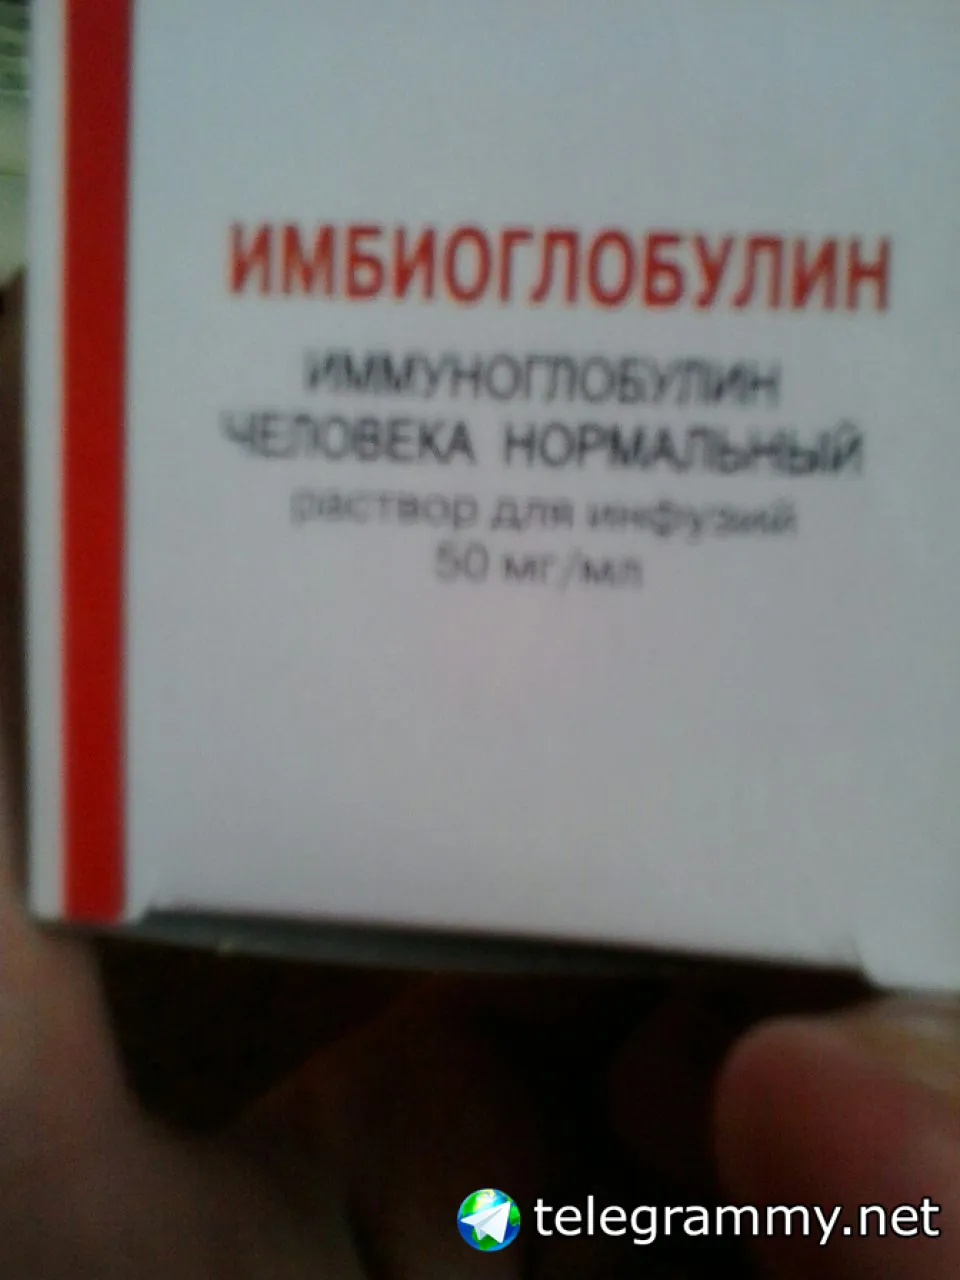 ИМБИОГЛОБУЛИН
ИММУНОГЛОБУЛИН
ЧЕЛОВЕКА НОРМАЛЬНЫЙ
раствор для инфузий
50 мг/мл
telegrammy.net